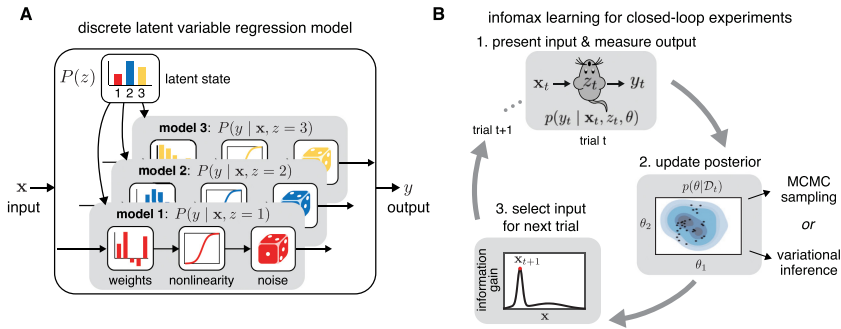 A
discrete latent variable regression model
P(z)
1 2 3
latent state
model 3: P(y | x, z = 3)
model 2: P(y | x, z = 2)
model 1: P(y | x, z = 1)
x
input
y
output
weights
nonlinearity
noise
B
infomax learning for closed-loop experiments
1. present input & measure output
x_t
z_t
y_t
p(y_t | x_t, z_t, θ)
trial t
trial t+1
2. update posterior
p(θ|D_t)
θ_2
θ_1
MCMC
sampling
or
variational
inference
3. select input
for next trial
x_{t+1}
information
gain
x